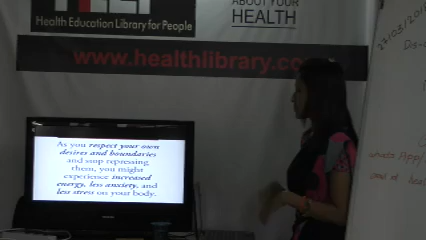 HELP
Health Education Library for People
ABOUT YOUR
HEALTH
www.healthlibrary.co
As you respect your own
desires and boundaries
and stop repressing
them, you might
experience increased
energy, less anxiety, and
less stress on your body.